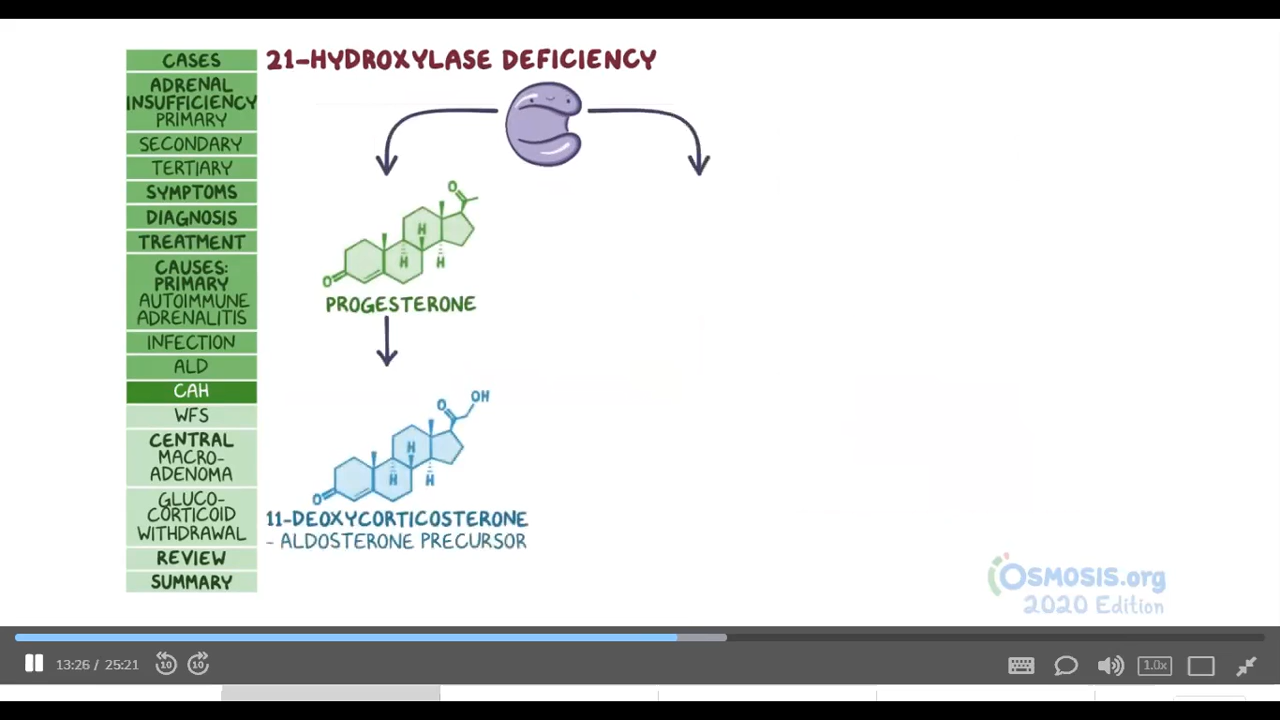 CASES
ADRENAL
INSUFFICIENCY
PRIMARY
SECONDARY
TERTIARY
SYMPTOMS
DIAGNOSIS
TREATMENT
CAUSES:
PRIMARY
AUTOIMMUNE
ADRENALITIS
INFECTION
ALD
CAH
WFS
CENTRAL
MACRO-
ADENOMA
GLUCO-
CORTICOID
WITHDRAWAL
REVIEW
SUMMARY
21-HYDROXYLASE DEFICIENCY
O
H
H
H
O
PROGESTERONE
OH
O
H
H
H
O
11-DEOXYCORTICOSTERONE
- ALDOSTERONE PRECURSOR
OSMOSIS.org
2020 Edition
13:26 / 25:21
10
10
1.0x